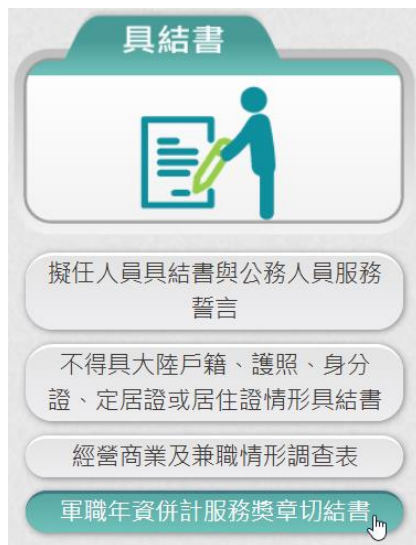 具結書
擬任人員具結書與公務人員服務
誓言
不得具大陸戶籍、護照、身分
證、定居證或居住證情形具結書
經營商業及兼職情形調查表
軍職年資併計服務獎章切結書